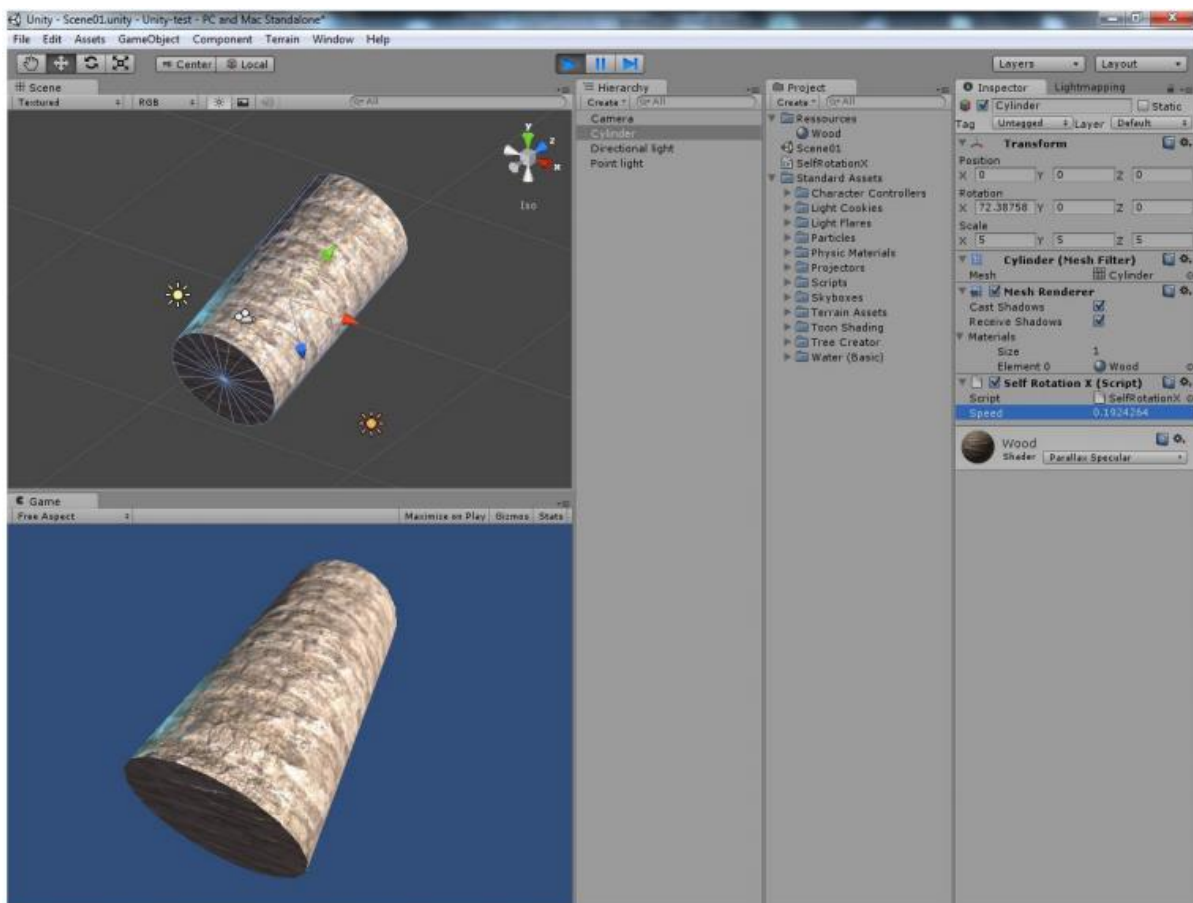 Unity - Scene01.unity - Unity-test - PC and Mac Standalone*
File Edit Assets GameObject Component Terrain Window Help
Center Local
Layers Layout
Scene
Textured RGB All
y
z
x
Iso
Game
Free Aspect Maximize on Play Gizmos Stats
Hierarchy
Create All
Camera
Cylinder
Directional light
Point light
Project
Create All
Ressources
Wood
Scene01
SelfRotationX
Standard Assets
Character Controllers
Light Cookies
Light Flares
Particles
Physic Materials
Projectors
Scripts
Skyboxes
Terrain Assets
Toon Shading
Tree Creator
Water (Basic)
Inspector Lightmapping
Cylinder Static
Tag Untagged Layer Default
Transform
Position
X 0 Y 0 Z 0
Rotation
X 72.38758 Y 0 Z 0
Scale
X 5 Y 5 Z 5
Cylinder (Mesh Filter)
Mesh Cylinder
Mesh Renderer
Cast Shadows
Receive Shadows
Materials
Size 1
Element 0 Wood
Self Rotation X (Script)
Script SelfRotationX
Speed 0.1924264
Wood
Shader Parallax Specular